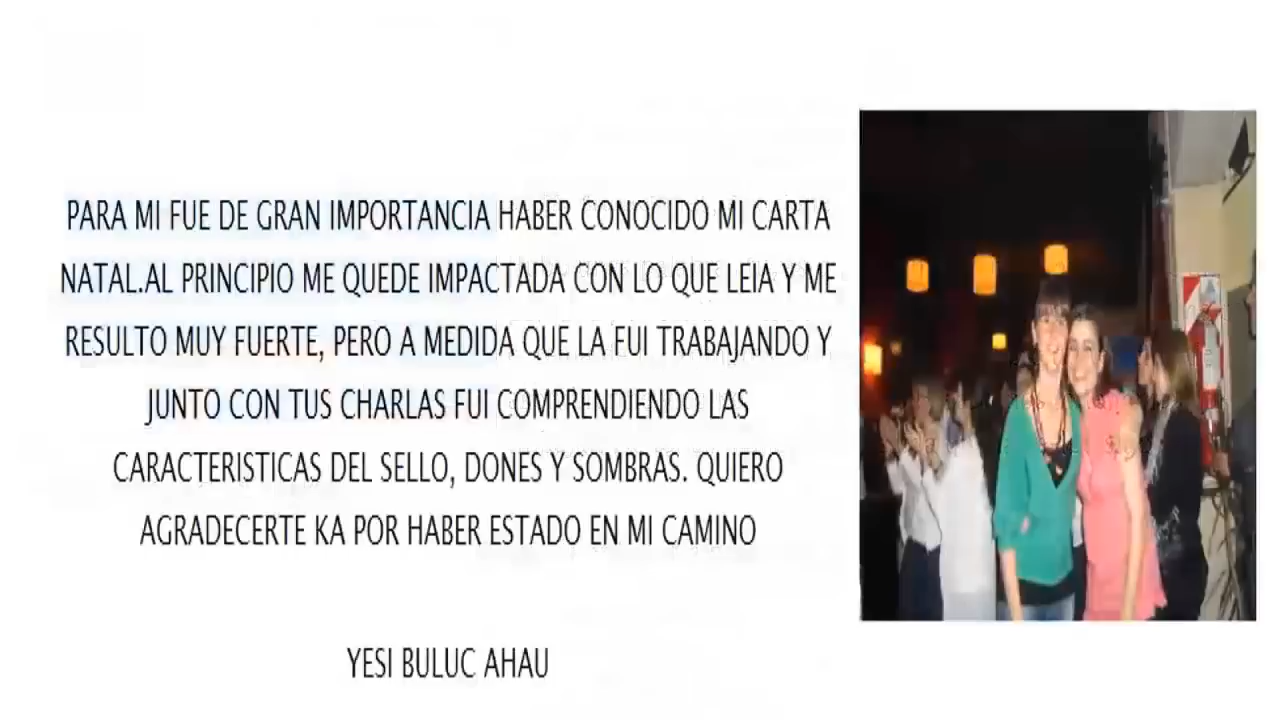 PARA MI FUE DE GRAN IMPORTANCIA HABER CONOCIDO MI CARTA
NATAL.AL PRINCIPIO ME QUEDE IMPACTADA CON LO QUE LEIA Y ME
RESULTO MUY FUERTE, PERO A MEDIDA QUE LA FUI TRABAJANDO Y
JUNTO CON TUS CHARLAS FUI COMPRENDIENDO LAS
CARACTERISTICAS DEL SELLO, DONES Y SOMBRAS. QUIERO
AGRADECERTE KA POR HABER ESTADO EN MI CAMINO
YESI BULUC AHAU